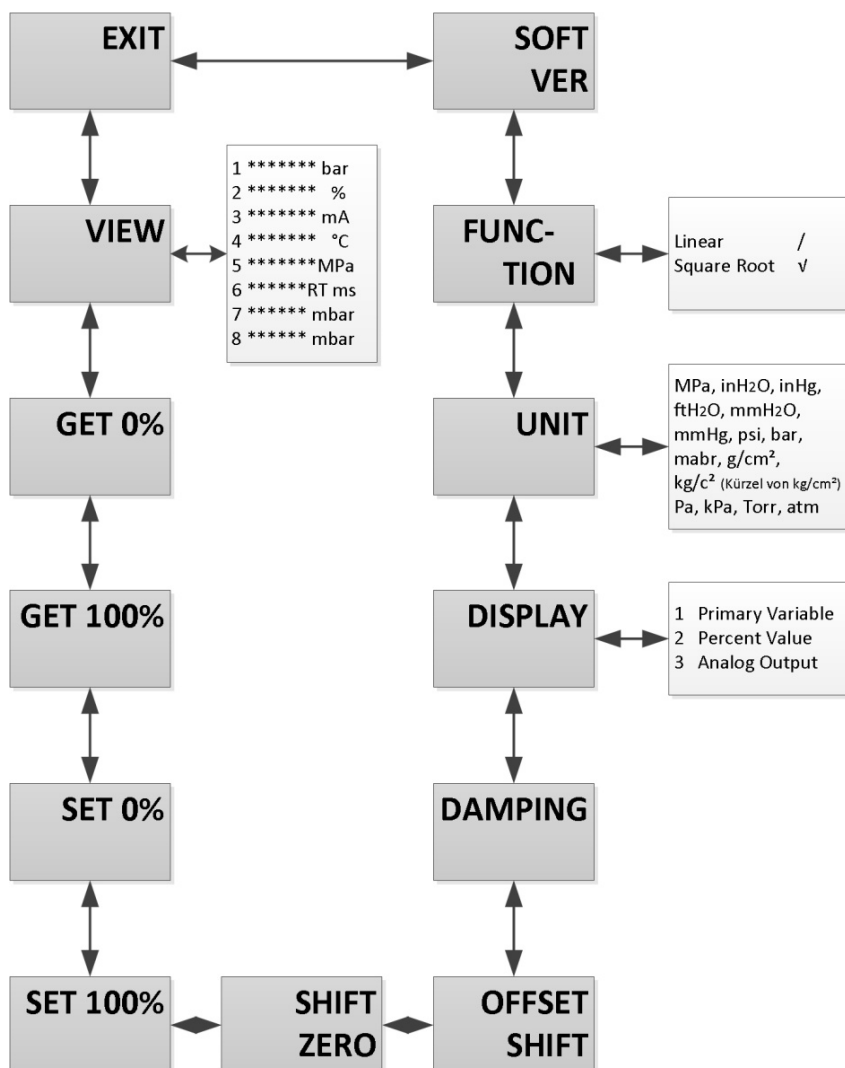 EXIT
SOFT
VER
VIEW
1 ******* bar
2 ******* %
3 ******* mA
4 ******* °C
5 *******MPa
6 ******RT ms
7 ****** mbar
8 ****** mbar
FUNC-
TION
Linear /
Square Root √
GET 0%
UNIT
MPa, inH2O, inHg,
ftH2O, mmH2O,
mmHg, psi, bar,
mabr, g/cm²,
kg/c² (Kürzel von kg/cm²)
Pa, kPa, Torr, atm
GET 100%
DISPLAY
1 Primary Variable
2 Percent Value
3 Analog Output
SET 0%
DAMPING
SET 100%
SHIFT
ZERO
OFFSET
SHIFT